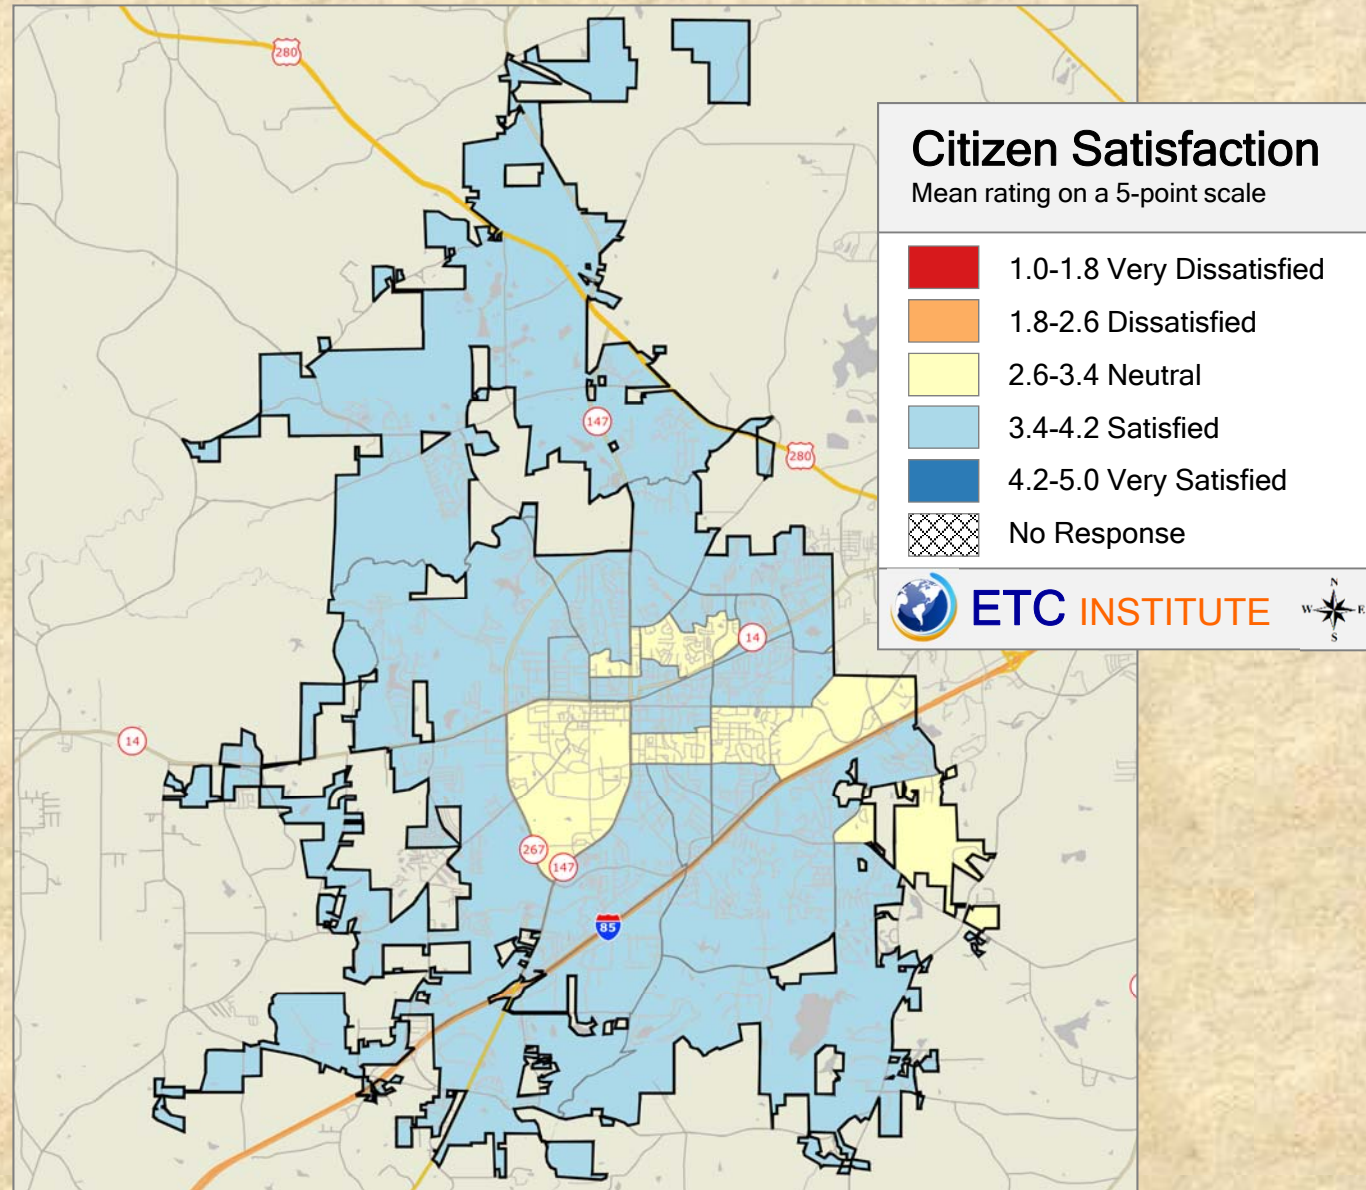 280
Citizen Satisfaction
Mean rating on a 5-point scale
1.0-1.8 Very Dissatisfied
1.8-2.6 Dissatisfied
2.6-3.4 Neutral
3.4-4.2 Satisfied
4.2-5.0 Very Satisfied
No Response
ETC INSTITUTE
N
W E
S
147
280
14
14
267
147
85